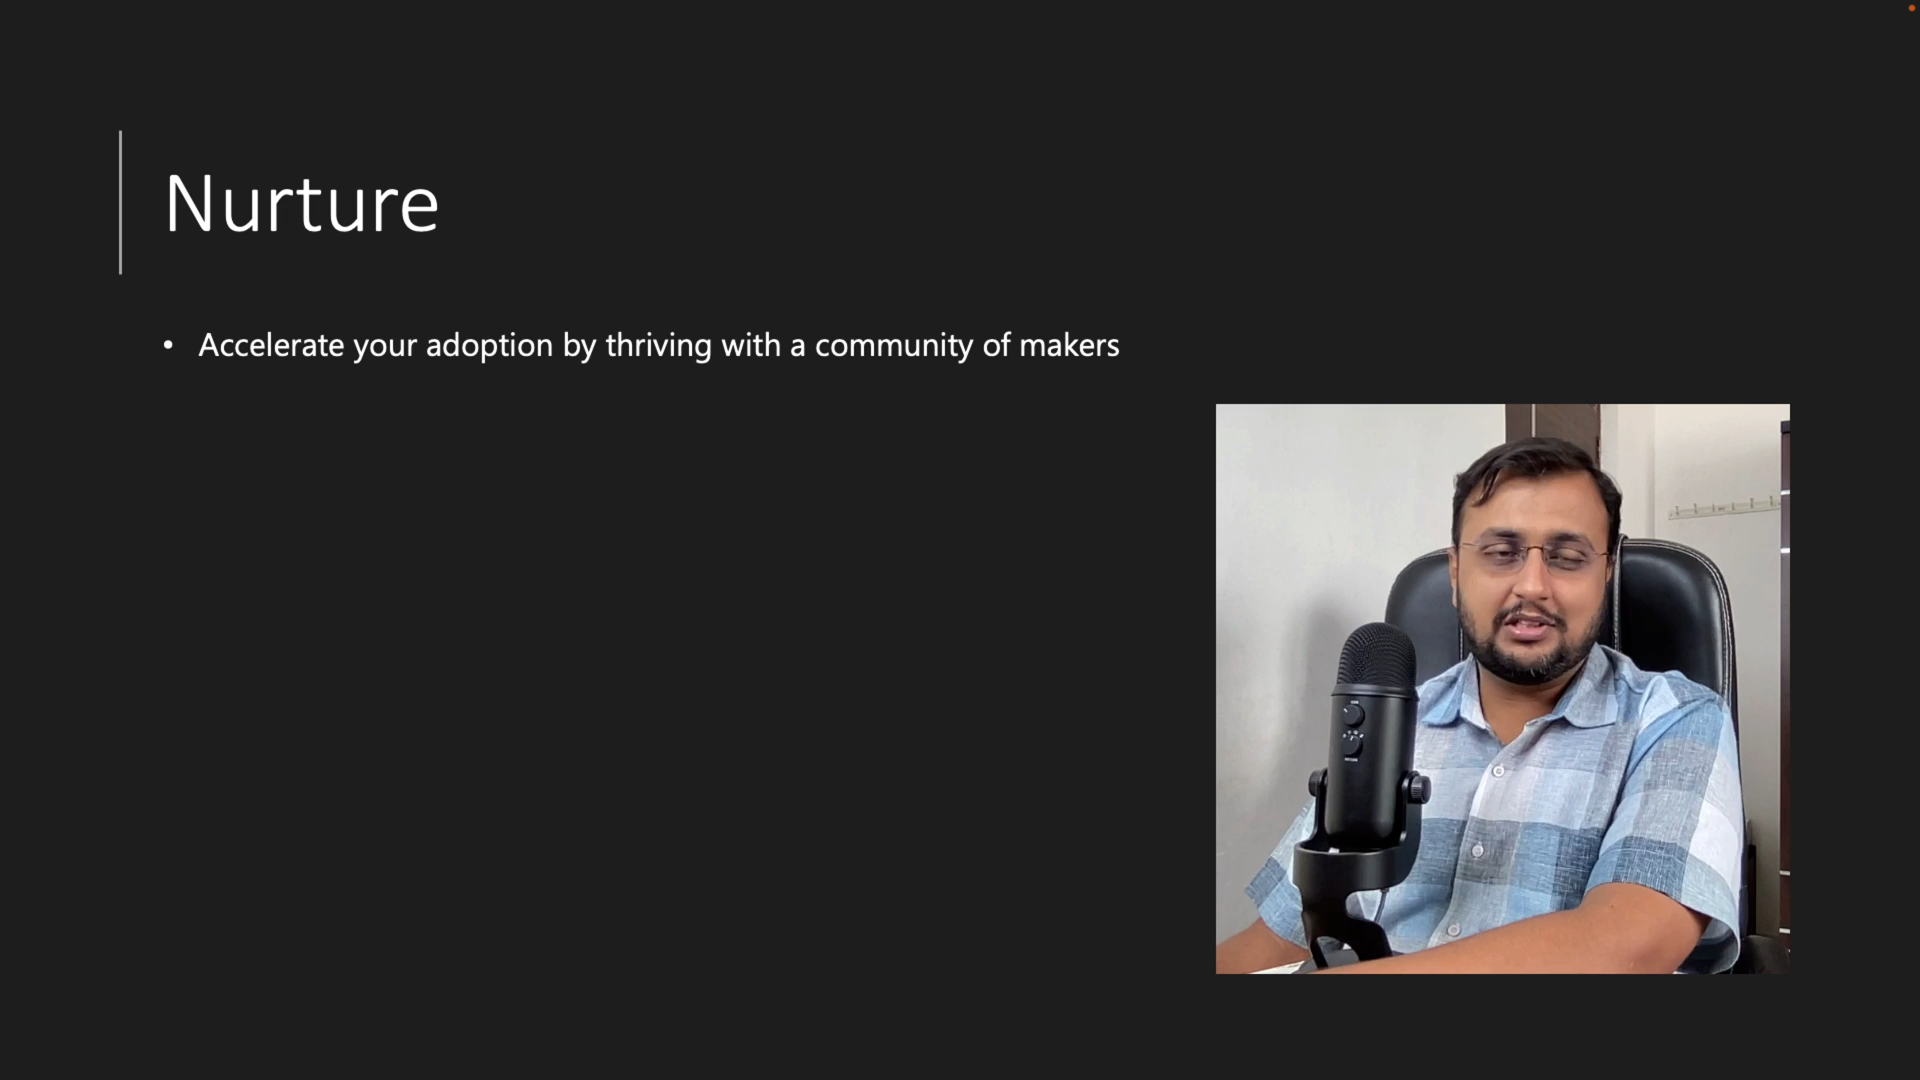 Nurture
• Accelerate your adoption by thriving with a community of makers